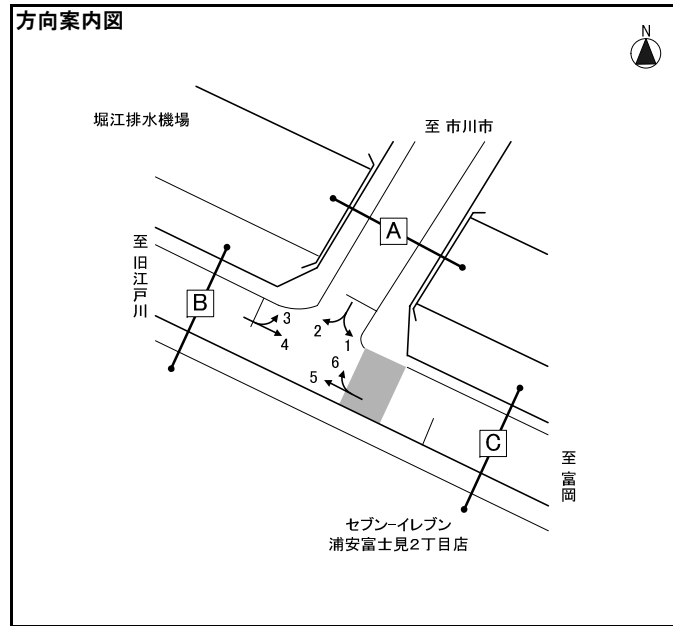 方向案内図
N
堀江排水機場
至 市川市
A
至旧江戸川
B
3
4
2
1
6
5
C
至富岡
セブン-イレブン
浦安富士見2丁目店